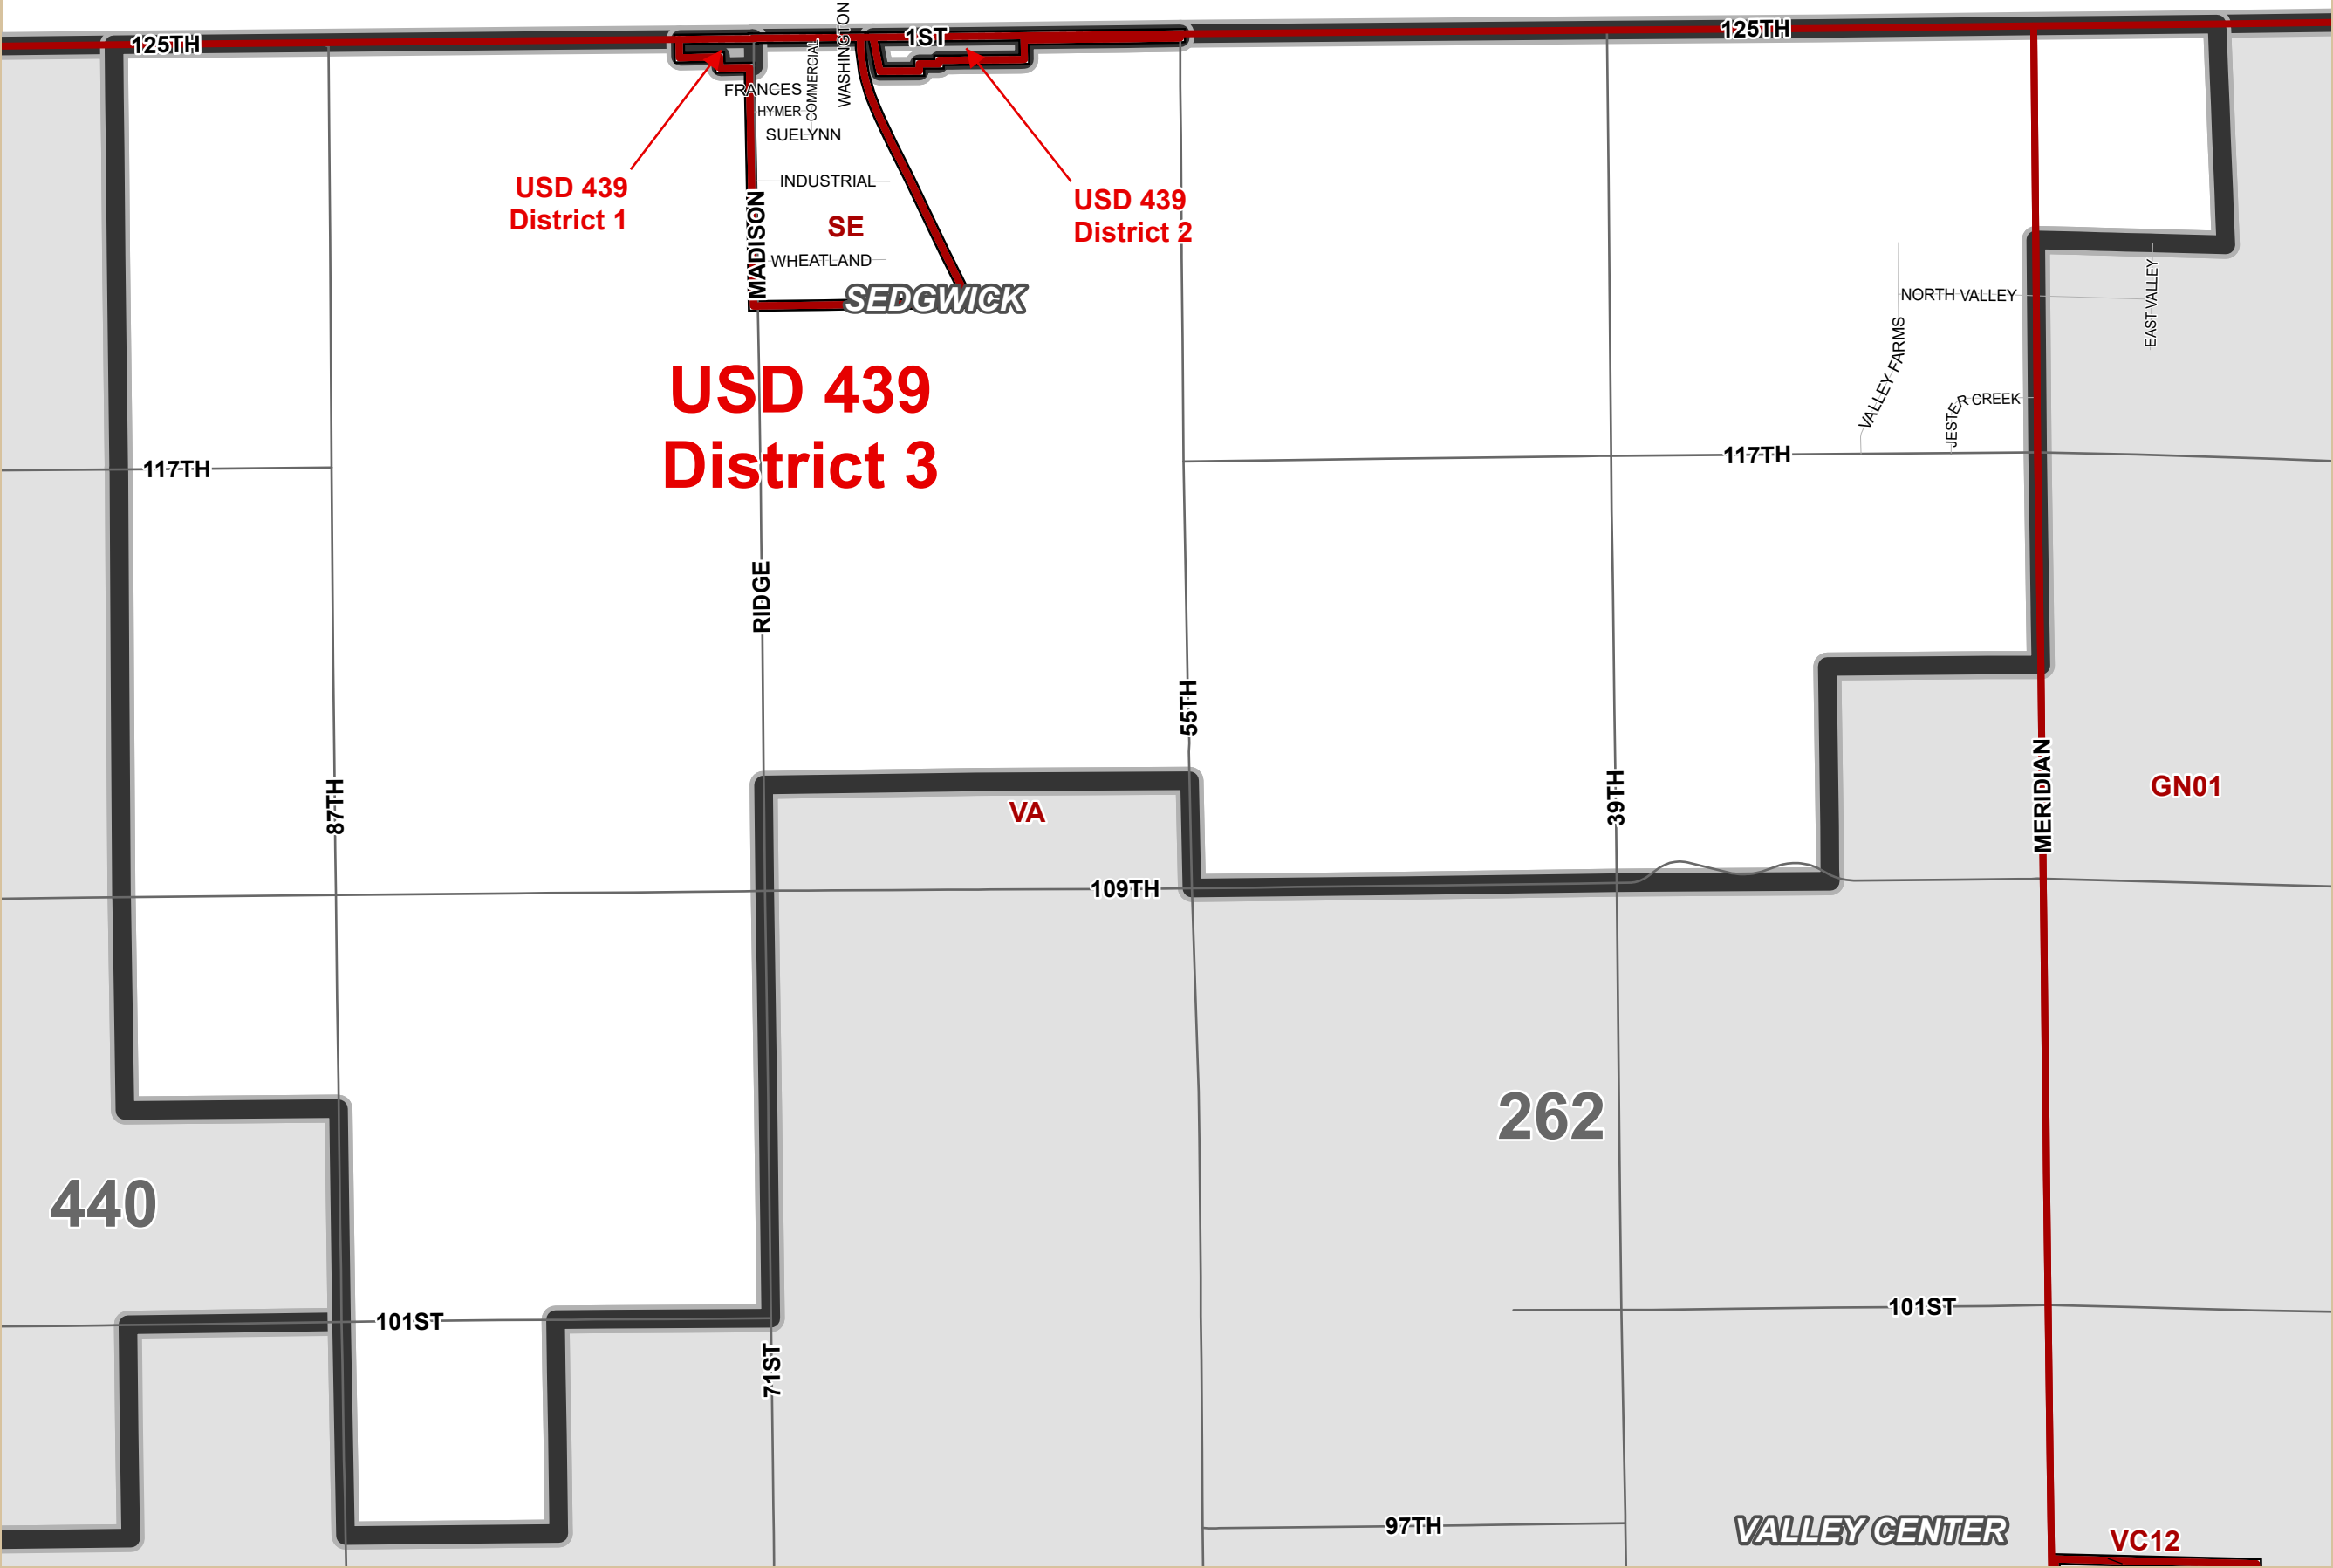 125TH
1ST
125TH
WASHINGTON
COMMERCIAL
FRANCES
HYMER
SUELYNN
USD 439
District 1
INDUSTRIAL
MADISON
SE
USD 439
District 2
WHEATLAND
SEDGWICK
NORTH VALLEY
EAST VALLEY
VALLEY FARMS
JESTER CREEK
USD 439
District 3
117TH
117TH
RIDGE
55TH
87TH
39TH
MERIDIAN
GN01
VA
109TH
262
440
101ST
101ST
71ST
97TH
VALLEY CENTER
VC12